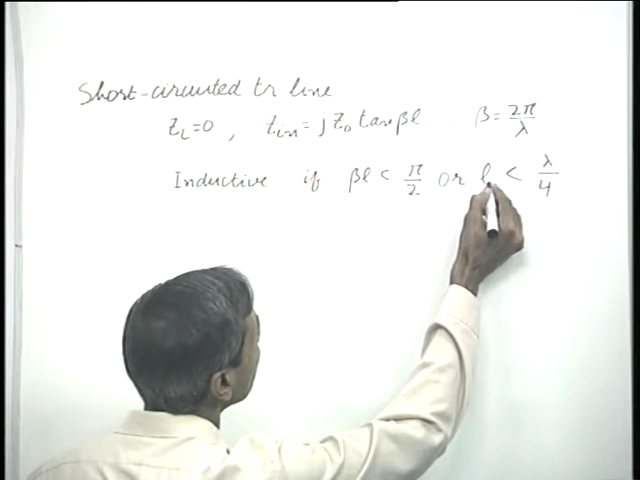 Short-circuited tr line
Z_L=0 , Z_in = j Z_0 tan βl β = 2π/λ
Inductive if βl < π/2 or l < λ/4